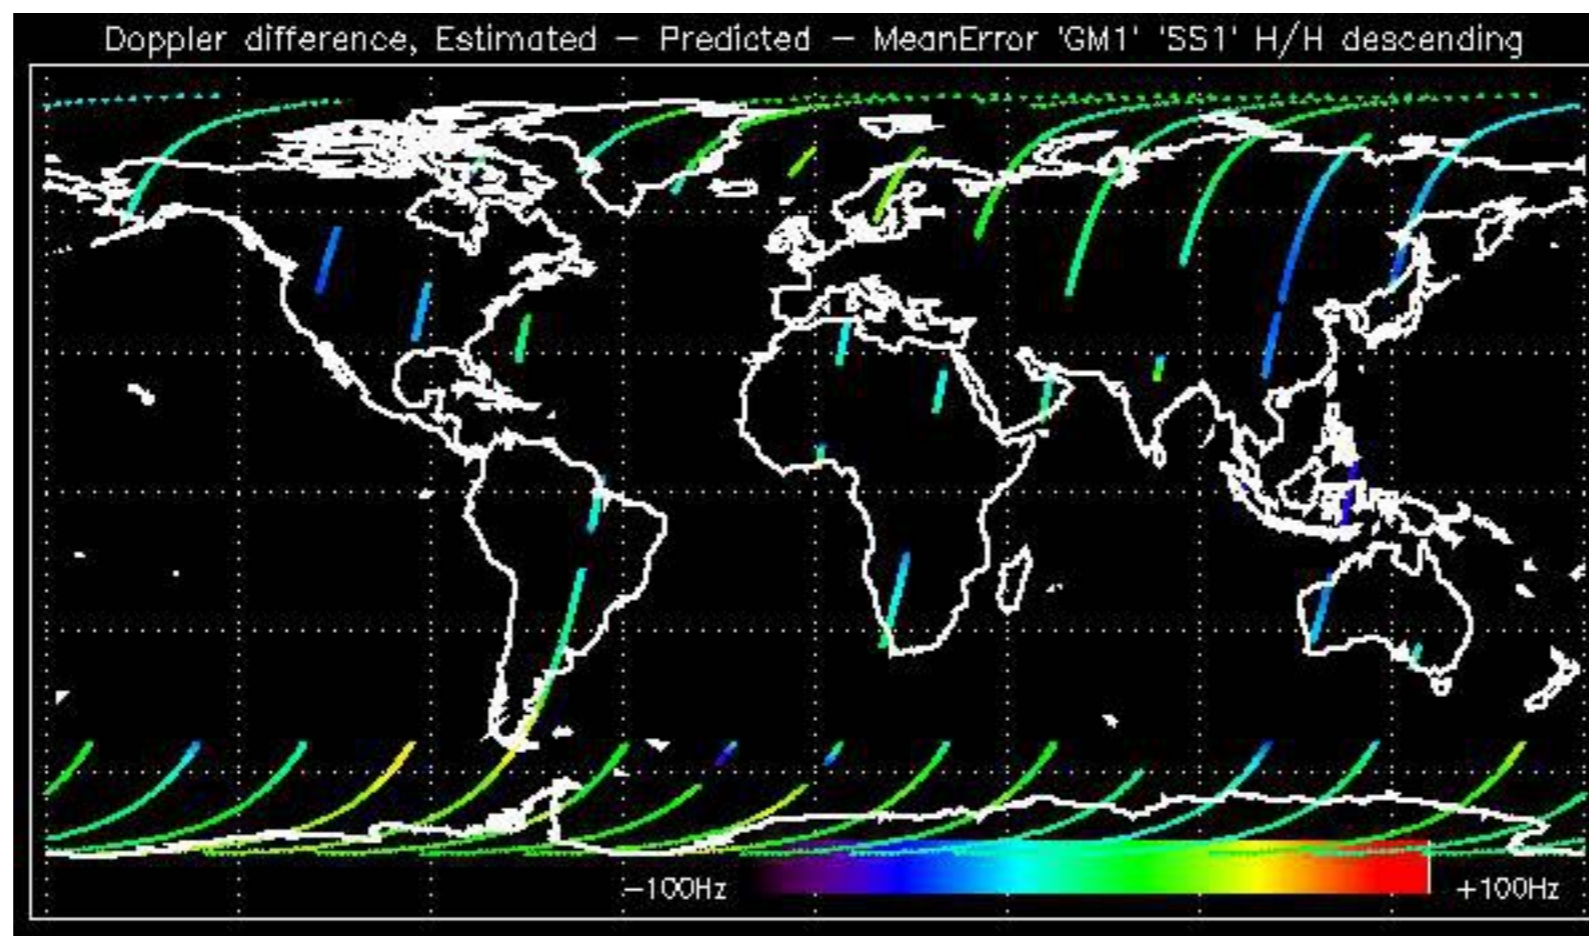 Doppler difference, Estimated – Predicted – MeanError 'GM1' 'SS1' H/H descending
–100Hz +100Hz